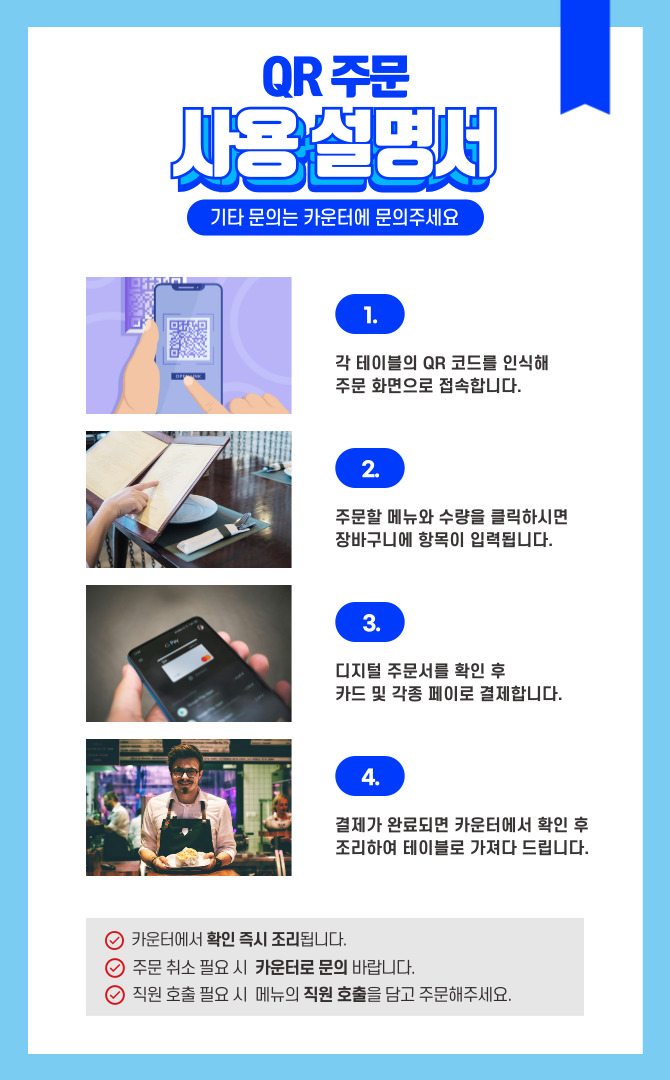 QR 주문
사용 설명서
기타 문의는 카운터에 문의주세요
OPEN LINK
1.
각 테이블의 QR 코드를 인식해
주문 화면으로 접속합니다.
2.
주문할 메뉴와 수량을 클릭하시면
장바구니에 항목이 입력됩니다.
G Pay
3.
디지털 주문서를 확인 후
카드 및 각종 페이로 결제합니다.
4.
결제가 완료되면 카운터에서 확인 후
조리하여 테이블로 가져다 드립니다.
카운터에서 확인 즉시 조리됩니다.
주문 취소 필요 시 카운터로 문의 바랍니다.
직원 호출 필요 시 메뉴의 직원 호출을 담고 주문해주세요.